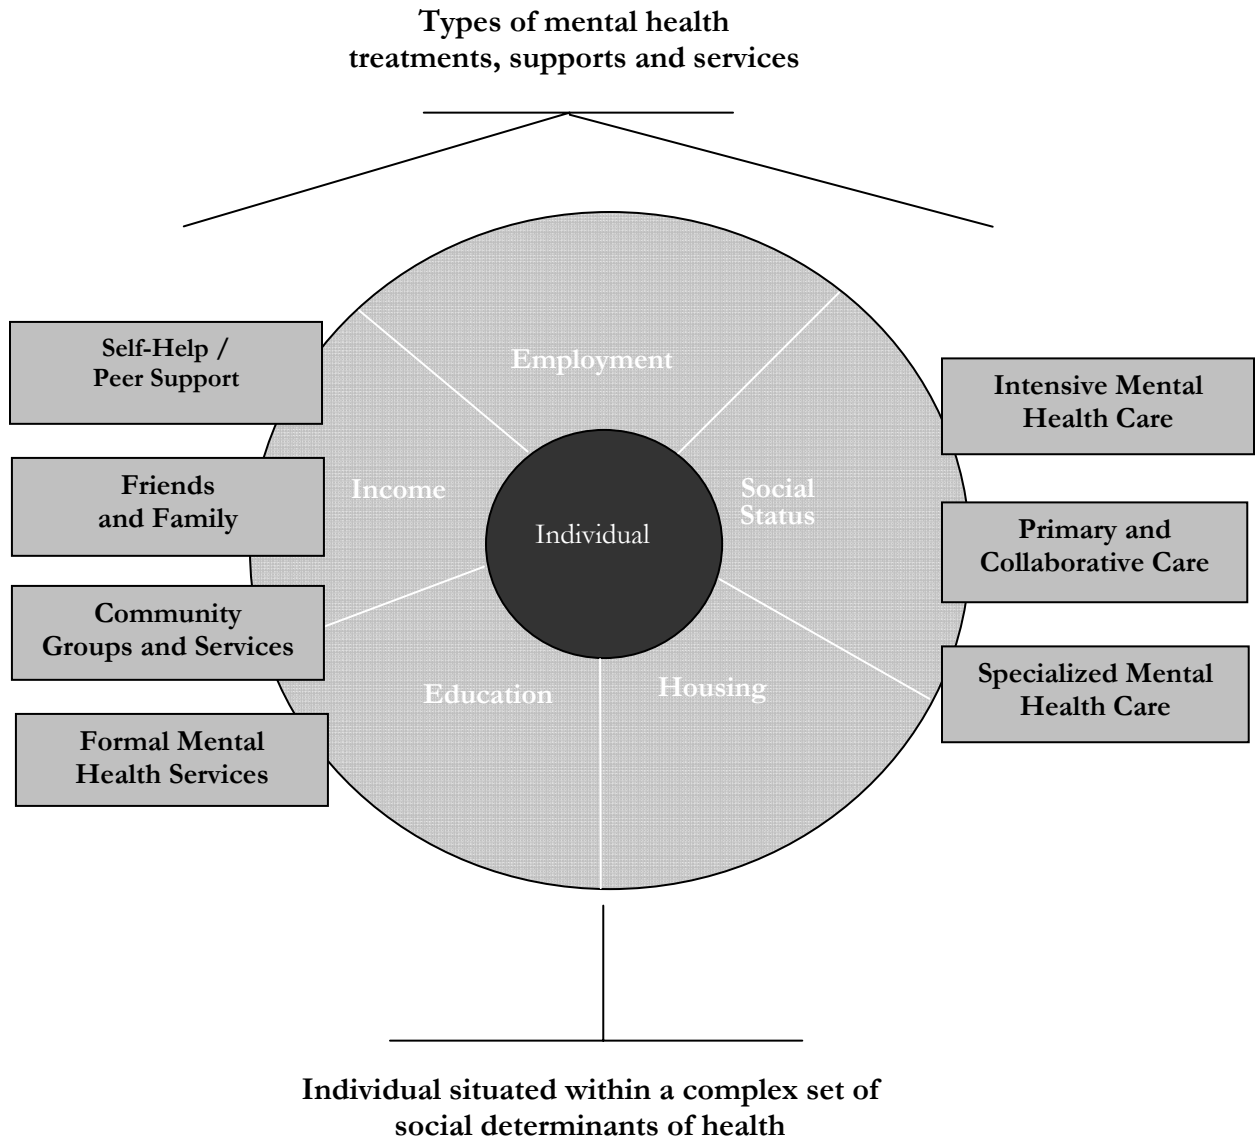 Types of mental health
treatments, supports and services
Self-Help /
Peer Support
Friends
and Family
Community
Groups and Services
Formal Mental
Health Services
Employment
Income
Social
Status
Individual
Education
Housing
Intensive Mental
Health Care
Primary and
Collaborative Care
Specialized Mental
Health Care
Individual situated within a complex set of
social determinants of health